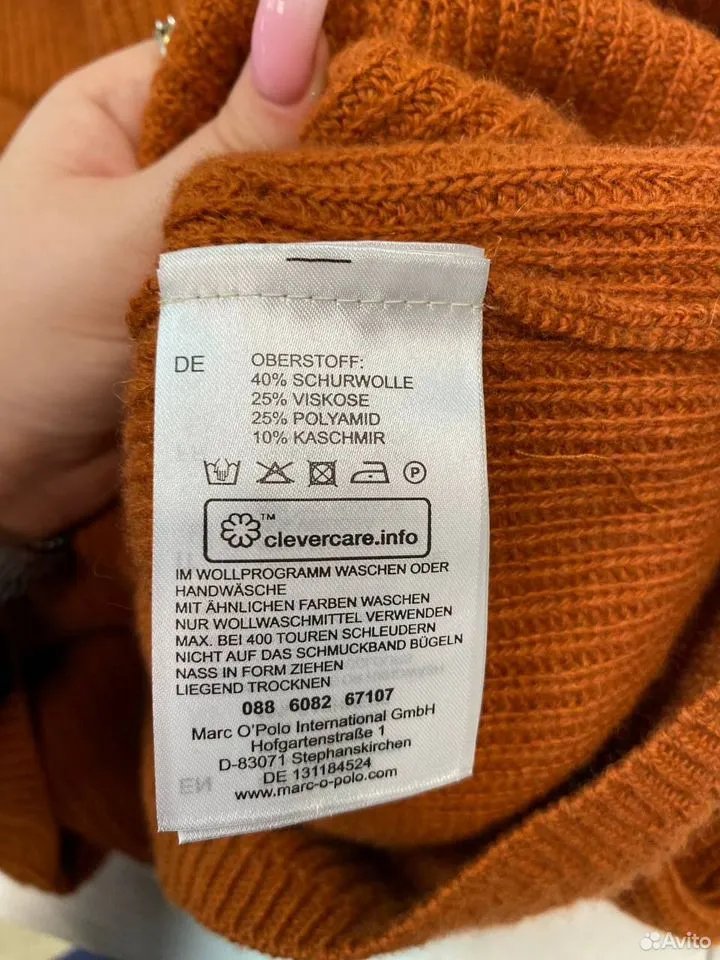 DE
OBERSTOFF:
40% SCHURWOLLE
25% VISKOSE
25% POLYAMID
10% KASCHMIR
P
TM
clevercare.info
IM WOLLPROGRAMM WASCHEN ODER
HANDWÄSCHE
MIT ÄHNLICHEN FARBEN WASCHEN
NUR WOLLWASCHMITTEL VERWENDEN
MAX. BEI 400 TOUREN SCHLEUDERN
NICHT AUF DAS SCHMUCKBAND BÜGELN
NASS IN FORM ZIEHEN
LIEGEND TROCKNEN
088 6082 67107
Marc O'Polo International GmbH
Hofgartenstraße 1
D-83071 Stephanskirchen
DE 131184524
www.marc-o-polo.com
EN
Avito